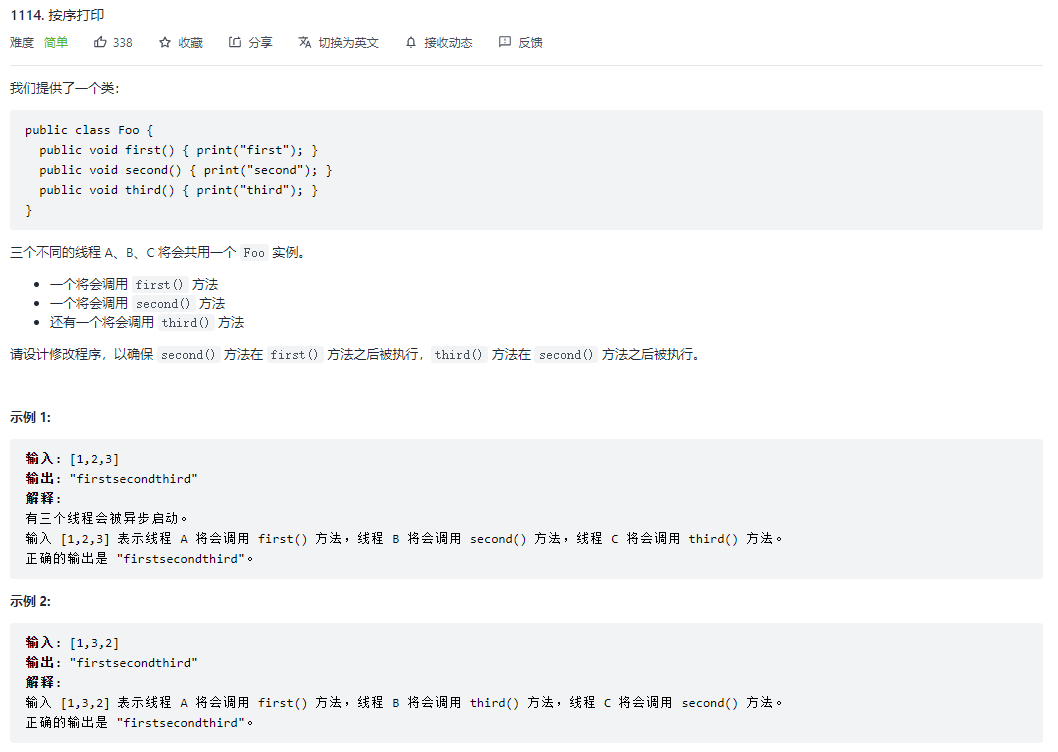 1114. 按序打印
难度 简单 338 收藏 分享 切换为英文 接收动态 反馈
我们提供了一个类：
public class Foo {
  public void first() { print("first"); }
  public void second() { print("second"); }
  public void third() { print("third"); }
}
三个不同的线程 A、B、C 将会共用一个 Foo 实例。
一个将会调用 first() 方法
一个将会调用 second() 方法
还有一个将会调用 third() 方法
请设计修改程序，以确保 second() 方法在 first() 方法之后被执行，third() 方法在 second() 方法之后被执行。
示例 1:
输入: [1,2,3]
输出: "firstsecondthird"
解释:
有三个线程会被异步启动。
输入 [1,2,3] 表示线程 A 将会调用 first() 方法，线程 B 将会调用 second() 方法，线程 C 将会调用 third() 方法。
正确的输出是 "firstsecondthird"。
示例 2:
输入: [1,3,2]
输出: "firstsecondthird"
解释:
输入 [1,3,2] 表示线程 A 将会调用 first() 方法，线程 B 将会调用 third() 方法，线程 C 将会调用 second() 方法。
正确的输出是 "firstsecondthird"。